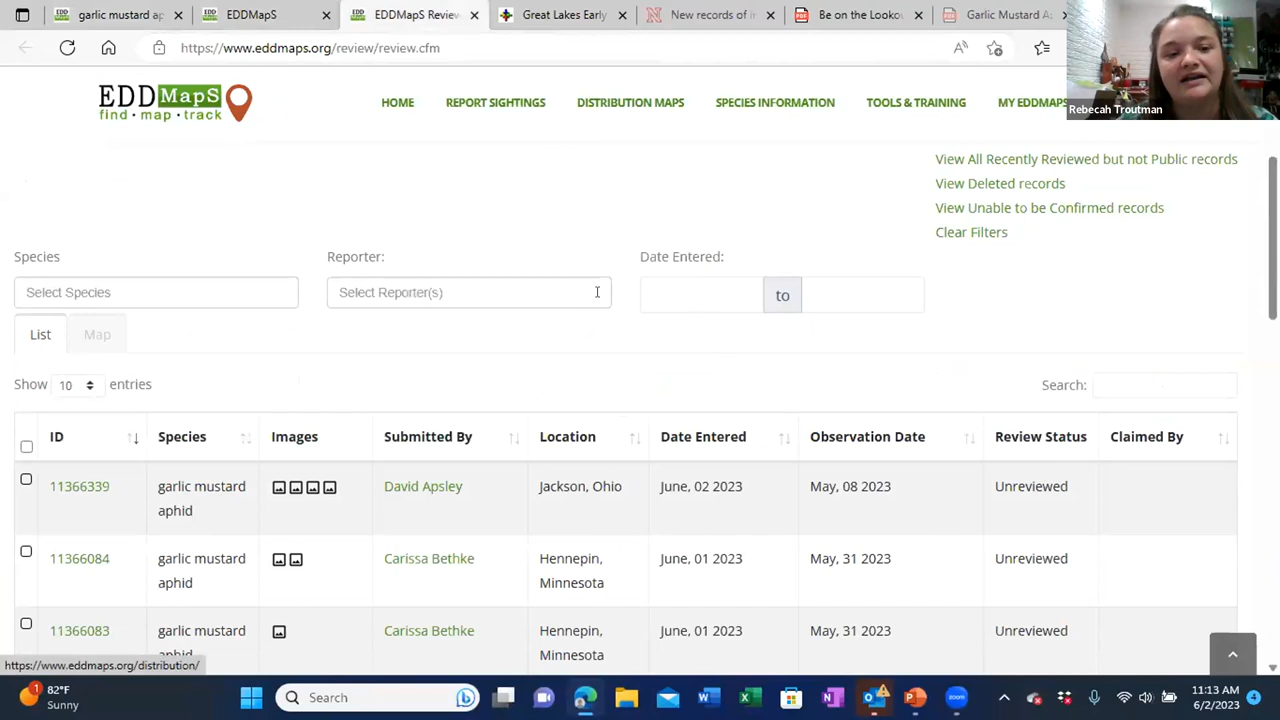 garlic mustard ap
EDDMapS
EDDMapS Review
Great Lakes Early
New records of in
Be on the Lookou
Garlic Mustard Ap
https://www.eddmaps.org/review/review.cfm
Rebecah Troutman
EDDMapS
find · map · track
HOME
REPORT SIGHTINGS
DISTRIBUTION MAPS
SPECIES INFORMATION
TOOLS & TRAINING
MY EDDMAPS
View All Recently Reviewed but not Public records
View Deleted records
View Unable to be Confirmed records
Clear Filters
Species
Reporter:
Date Entered:
Select Species
Select Reporter(s)
to
List
Map
Show 10 entries
Search:
ID Species Images Submitted By Location Date Entered Observation Date Review Status Claimed By
11366339 garlic mustard David Apsley Jackson, Ohio June, 02 2023 May, 08 2023 Unreviewed
aphid
11366084 garlic mustard Carissa Bethke Hennepin, June, 01 2023 May, 31 2023 Unreviewed
aphid Minnesota
11366083 garlic mustard Carissa Bethke Hennepin, June, 01 2023 May, 31 2023 Unreviewed
aphid Minnesota
https://www.eddmaps.org/distribution/
1
82°F
Sunny
Search
zoom
11:13 AM
6/2/2023
4